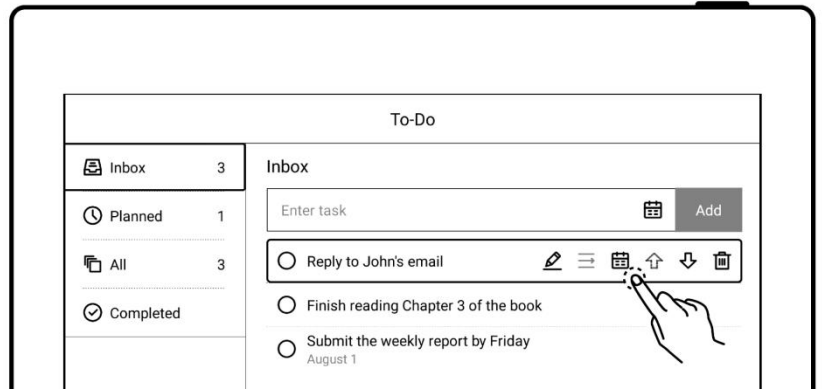 To-Do
Inbox 3
Planned 1
All 3
Completed
Inbox
Enter task
Add
Reply to John's email
Finish reading Chapter 3 of the book
Submit the weekly report by Friday
August 1